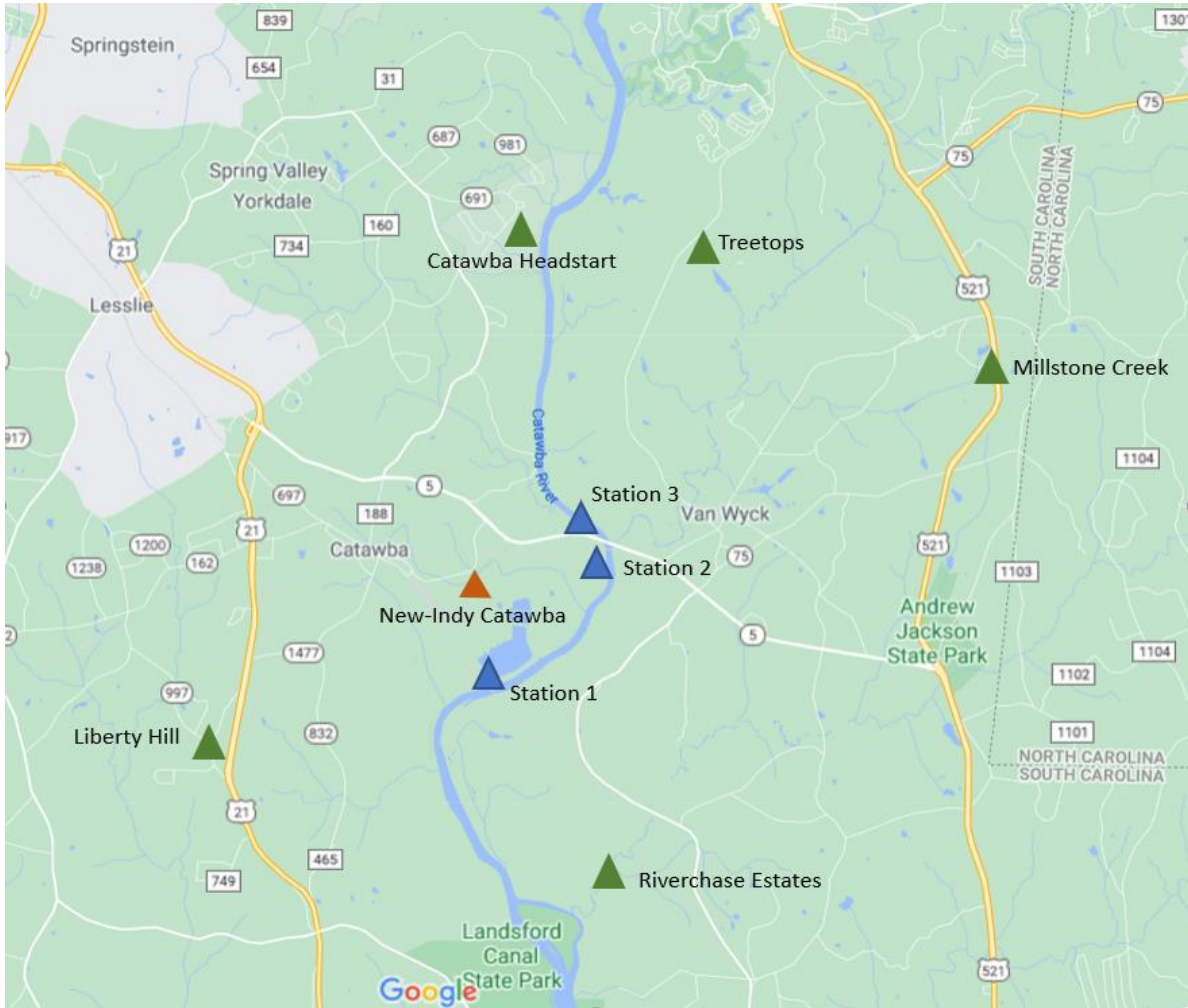 839
1301
Springstein
654
31
75
687
981
75
Spring Valley
Yorkdale
691
160
21
734
Catawba Headstart
Treetops
SOUTH CAROLINA
NORTH CAROLINA
521
Lesslie
Millstone Creek
Catawba River
917
1104
5
697
Station 3
Van Wyck
188
21
1200
Catawba
162
1238
75
521
Station 2
1103
New-Indy Catawba
Andrew
Jackson
State Park
2
5
1477
1104
1102
997
Station 1
Liberty Hill
832
1101
NORTH CAROLINA
SOUTH CAROLINA
21
465
749
Riverchase Estates
Landsford
Canal
State Park
521
Google